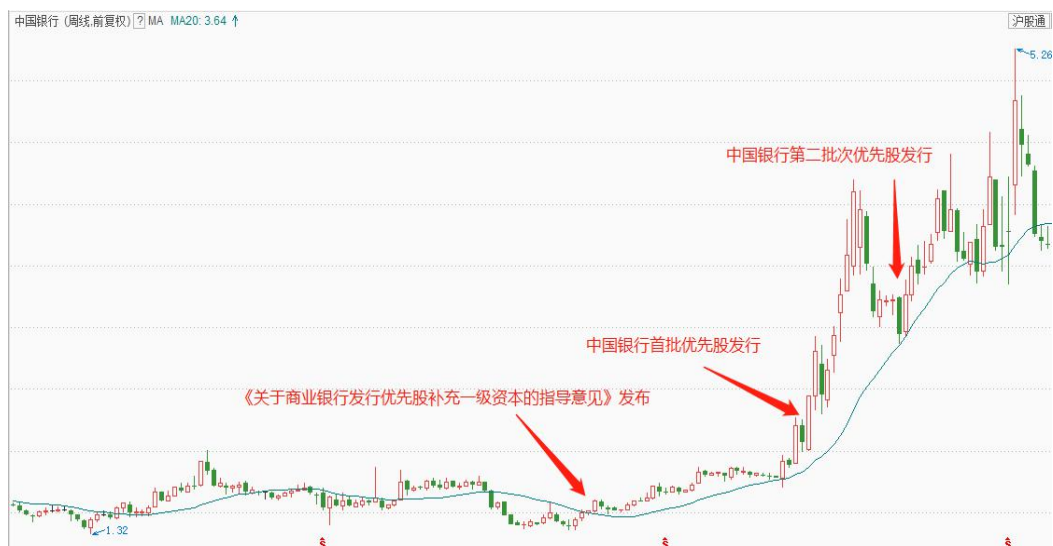 中国银行 (周线,前复权) ? MA MA20: 3.64 ↑
沪股通
5.26
中国银行第二批次优先股发行
中国银行首批优先股发行
《关于商业银行发行优先股补充一级资本的指导意见》发布
1.32
S S S